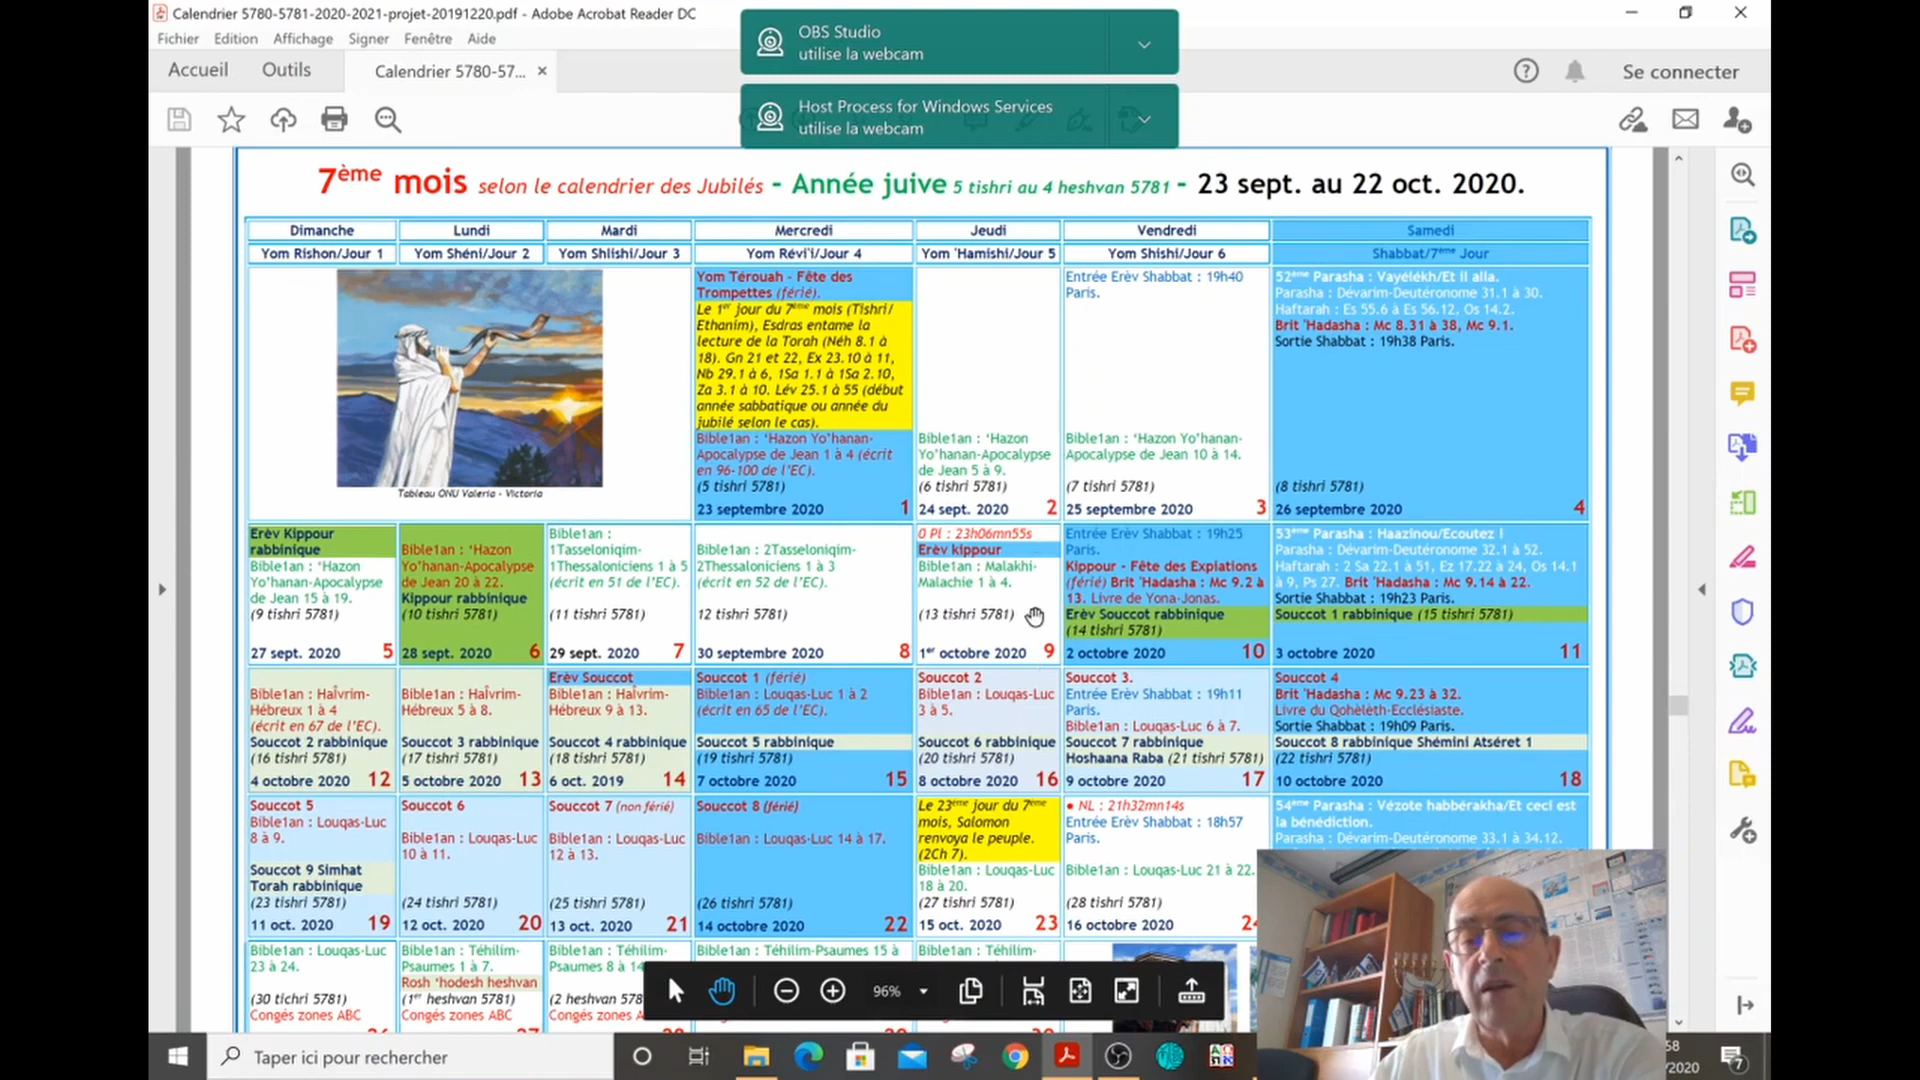 Calendrier 5780-5781-2020-2021-projet-20191220.pdf - Adobe Acrobat Reader DC
Fichier Edition Affichage Signer Fenêtre Aide
OBS Studio
utilise la webcam
Host Process for Windows Services
utilise la webcam
Accueil Outils Calendrier 5780-57... Se connecter
7ème mois selon le calendrier des Jubilés - Année juive 5 tishri au 4 heshvan 5781 - 23 sept. au 22 oct. 2020.
Dimanche Lundi Mardi Mercredi Jeudi Vendredi Samedi
Yom Rishon/Jour 1 Yom Shéni/Jour 2 Yom Shlishi/Jour 3 Yom Révi'i/Jour 4 Yom 'Hamishi/Jour 5 Yom Shishi/Jour 6 Shabbat/7ème Jour
Tableau ONU Valeria - Victoria
Yom Térouah - Fête des
Trompettes (férié).
Le 1er jour du 7ème mois (Tishri/
Ethanim), Esdras entame la
lecture de la Torah (Néh 8.1 à
18). Gn 21 et 22, Ex 23.10 à 11,
Nb 29.1 à 6, 1Sa 1.1 à 1Sa 2.10,
Za 3.1 à 10. Lév 25.1 à 55 (début
année sabbatique ou année du
jubilé selon le cas).
Bible1an : ‘Hazon Yo’hanan-
Apocalypse de Jean 1 à 4 (écrit
en 96-100 de l’EC).
(5 tishri 5781)
23 septembre 2020 1
Bible1an : ‘Hazon
Yo’hanan-Apocalypse
de Jean 5 à 9.
(6 tishri 5781)
24 sept. 2020 2
Entrée Erèv Shabbat : 19h40
Paris.
Bible1an : ‘Hazon Yo’hanan-
Apocalypse de Jean 10 à 14.
(7 tishri 5781)
25 septembre 2020 3
52ème Parasha : Vayélékh/Et il alla.
Parasha : Dévarim-Deutéronome 31.1 à 30.
Haftarah : Es 55.6 à Es 56.12, Os 14.2.
Brit 'Hadasha : Mc 8.31 à 38, Mc 9.1.
Sortie Shabbat : 19h38 Paris.
(8 tishri 5781)
26 septembre 2020 4
Erèv Kippour
rabbinique
Bible1an : ‘Hazon
Yo’hanan-Apocalypse
de Jean 15 à 19.
(9 tishri 5781)
27 sept. 2020 5
Bible1an : ‘Hazon
Yo’hanan-Apocalypse
de Jean 20 à 22.
Kippour rabbinique
(10 tishri 5781)
28 sept. 2020 6
Bible1an :
1Tasseloniqim-
1Thessaloniciens 1 à 5
(écrit en 51 de l’EC).
(11 tishri 5781)
29 sept. 2020 7
Bible1an : 2Tasseloniqim-
2Thessaloniciens 1 à 3
(écrit en 52 de l’EC).
12 tishri 5781)
30 septembre 2020 8
0 Pl : 23h06mn55s
Erèv kippour
Bible1an : Malakhi-
Malachie 1 à 4.
(13 tishri 5781)
1er octobre 2020 9
Entrée Erèv Shabbat : 19h25
Paris.
Kippour - Fête des Expiations
(férié) Brit 'Hadasha : Mc 9.2 à
13. Livre de Yona-Jonas.
Erèv Souccot rabbinique
(14 tishri 5781)
2 octobre 2020 10
53ème Parasha : Haazinou/Ecoutez !
Parasha : Dévarim-Deutéronome 32.1 à 52.
Haftarah : 2 Sa 22.1 à 51, Ez 17.22 à 24, Os 14.1
à 9, Ps 27. Brit 'Hadasha : Mc 9.14 à 22.
Sortie Shabbat : 19h23 Paris.
Souccot 1 rabbinique (15 tishri 5781)
3 octobre 2020 11
Bible1an : HaÏvrim-
Hébreux 1 à 4
(écrit en 67 de l’EC).
Souccot 2 rabbinique
(16 tishri 5781)
4 octobre 2020 12
Bible1an : HaÏvrim-
Hébreux 5 à 8.
Souccot 3 rabbinique
(17 tishri 5781)
5 octobre 2020 13
Erèv Souccot
Bible1an : HaÏvrim-
Hébreux 9 à 13.
Souccot 4 rabbinique
(18 tishri 5781)
6 oct. 2019 14
Souccot 1 (férié)
Bible1an : Louqas-Luc 1 à 2
(écrit en 65 de l’EC).
Souccot 5 rabbinique
(19 tishri 5781)
7 octobre 2020 15
Souccot 2
Bible1an : Louqas-Luc
3 à 5.
Souccot 6 rabbinique
(20 tishri 5781)
8 octobre 2020 16
Souccot 3.
Entrée Erèv Shabbat : 19h11
Paris.
Bible1an : Louqas-Luc 6 à 7.
Souccot 7 rabbinique
Hoshaana Raba (21 tishri 5781)
9 octobre 2020 17
Souccot 4
Brit 'Hadasha : Mc 9.23 à 32.
Livre du Qohèlèth-Ecclésiaste.
Sortie Shabbat : 19h09 Paris.
Souccot 8 rabbinique Shémini Atséret 1
(22 tishri 5781)
10 octobre 2020 18
Souccot 5
Bible1an : Louqas-Luc
8 à 9.
Souccot 9 Simhat
Torah rabbinique
(23 tishri 5781)
11 oct. 2020 19
Souccot 6
Bible1an : Louqas-Luc
10 à 11.
(24 tishri 5781)
12 oct. 2020 20
Souccot 7 (non férié)
Bible1an : Louqas-Luc
12 à 13.
(25 tishri 5781)
13 oct. 2020 21
Souccot 8 (férié)
Bible1an : Louqas-Luc 14 à 17.
(26 tishri 5781)
14 octobre 2020 22
Le 23ème jour du 7ème
mois, Salomon
renvoya le peuple.
(2Ch 7).
Bible1an : Louqas-Luc
18 à 20.
(27 tishri 5781)
15 oct. 2020 23
• NL : 21h32mn14s
Entrée Erèv Shabbat : 18h57
Paris.
Bible1an : Louqas-Luc 21 à 22.
(28 tishri 5781)
16 octobre 2020 24
54ème Parasha : Vézote habbérakha/Et ceci est
la bénédiction.
Parasha : Dévarim-Deutéronome 33.1 à 34.12.
Bible1an : Louqas-Luc
23 à 24.
(30 tichri 5781)
Congés zones ABC
Bible1an : Téhilim-
Psaumes 1 à 7.
Rosh ‘hodesh heshvan
(1er heshvan 5781)
Congés zones ABC
Bible1an : Téhilim-
Psaumes 8 à 14
(2 heshvan 578
Congés zones ABC
Bible1an : Téhilim-Psaumes 15 à
Bible1an : Téhilim-
96%
Taper ici pour rechercher
58
/2020
7